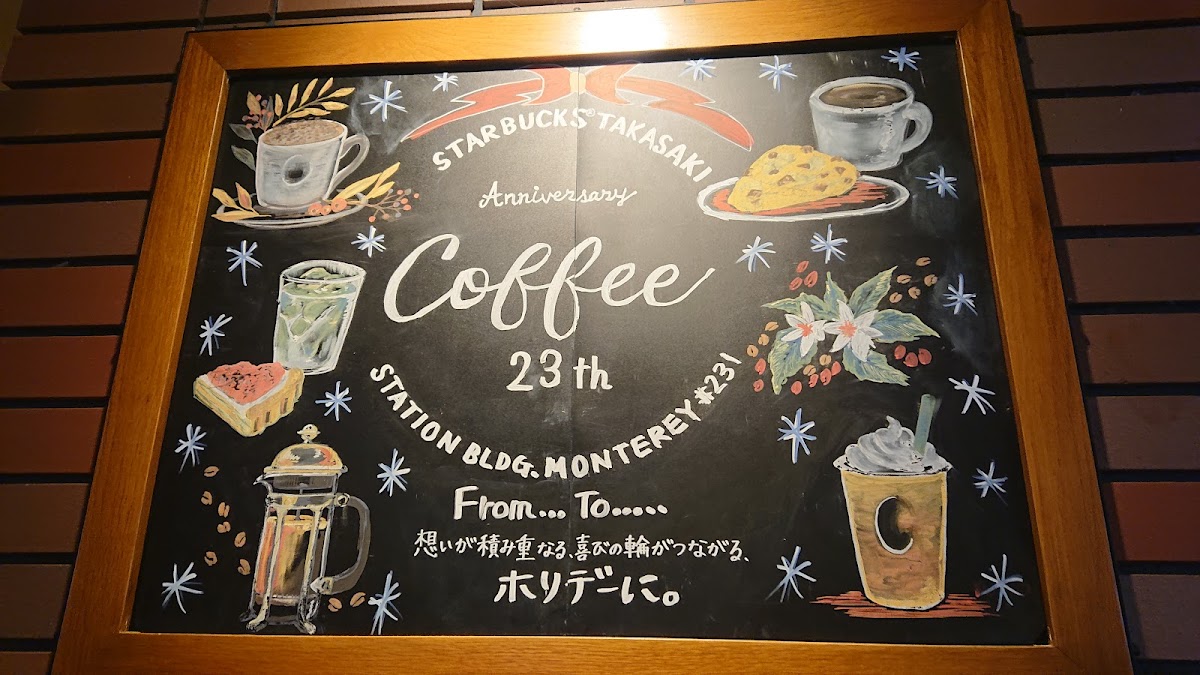 STARBUCKS® TAKASAKI
Anniversary
Coffee
23th
STATION BLDG. MONTEREY #231
From... To.....
想いが積み重なる、喜びの輪がつながる、
ホリデーに。